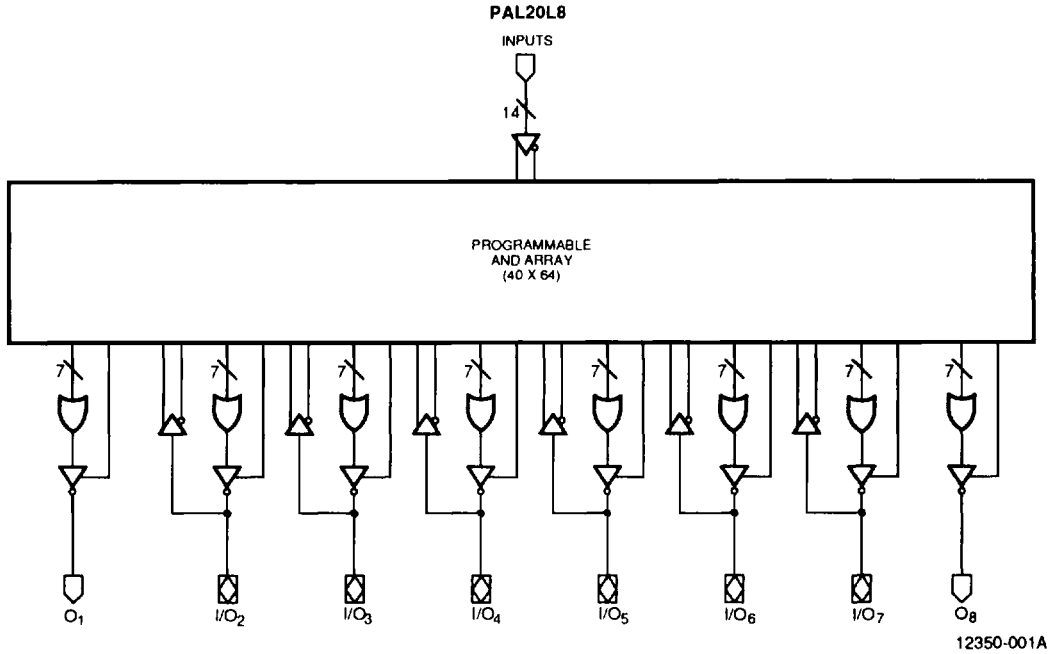 PAL20L8
INPUTS
14
PROGRAMMABLE
AND ARRAY
(40 X 64)
7 7 7 7 7 7 7 7
O1 I/O2 I/O3 I/O4 I/O5 I/O6 I/O7 O8
12350-001A